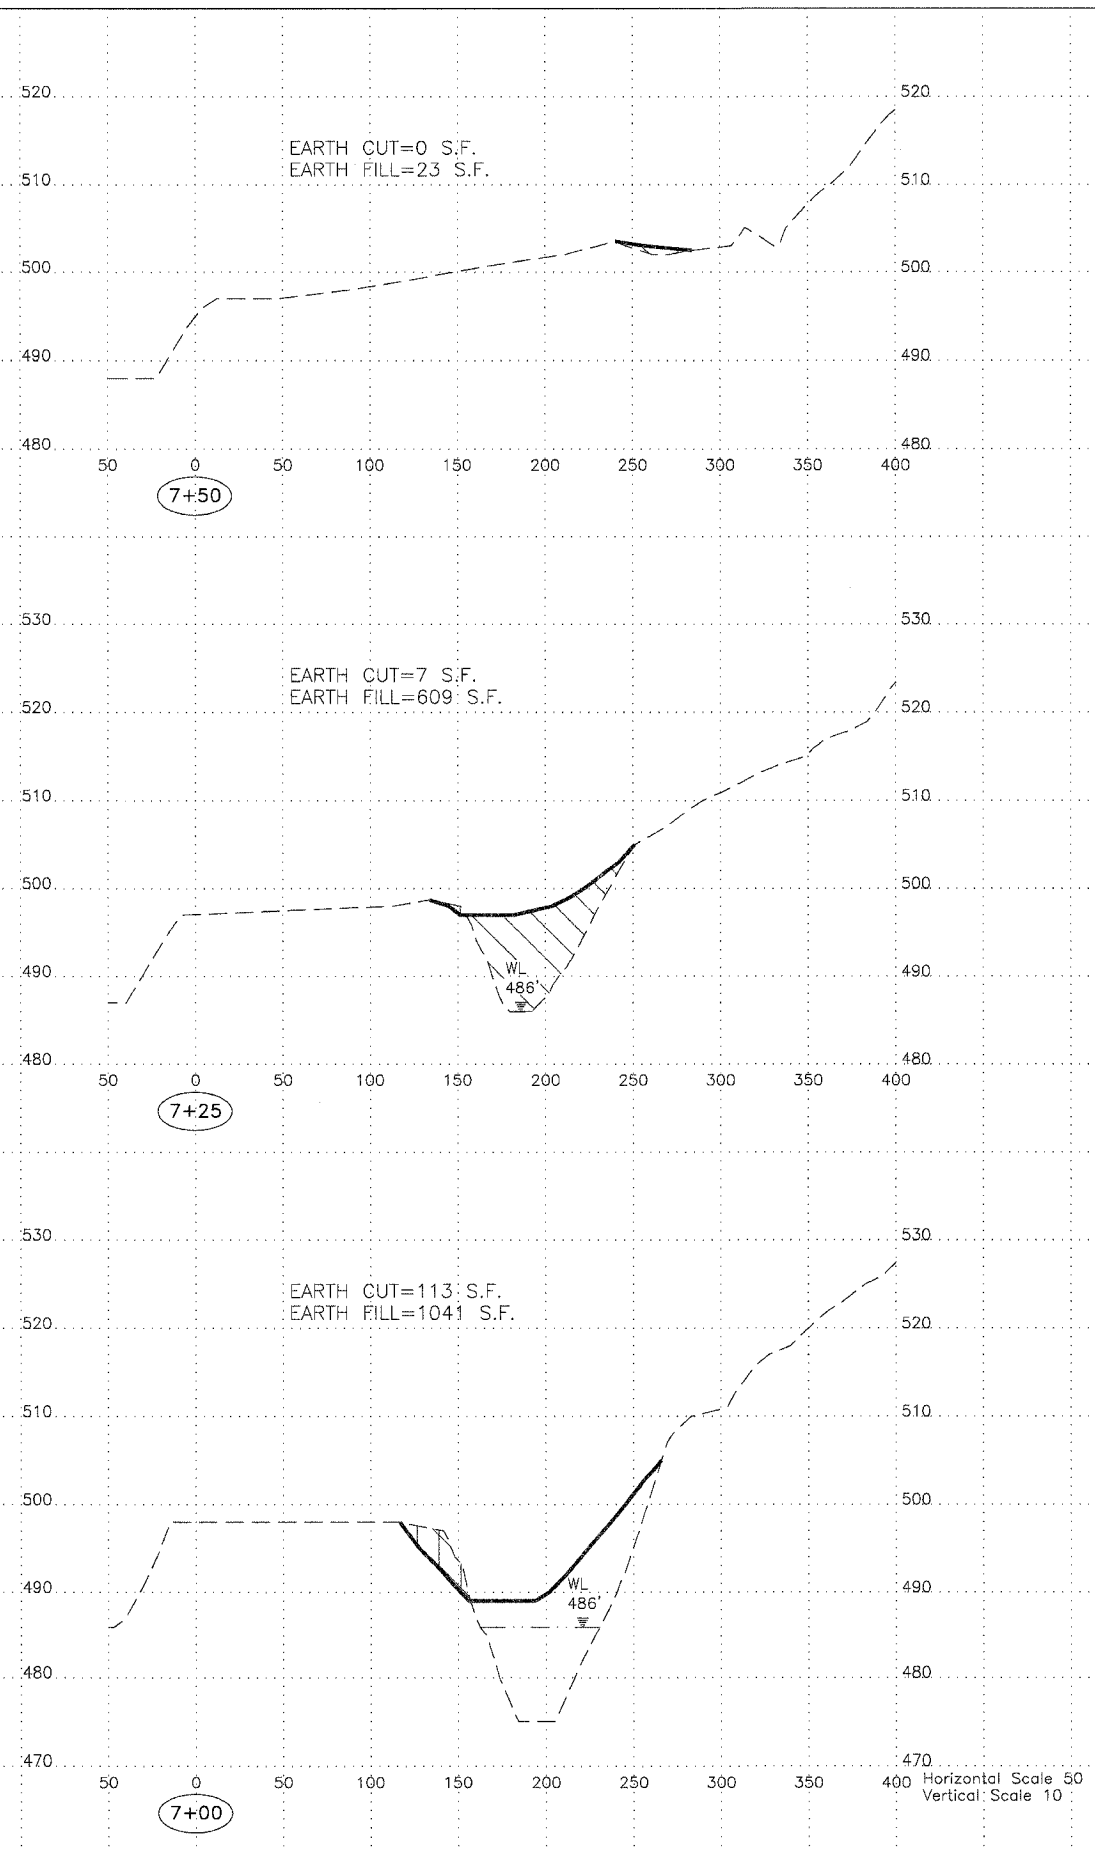 520 520
EARTH CUT=0 S.F.
EARTH FILL=23 S.F.
510 510
500 500
490 490
480 480
50 0 50 100 150 200 250 300 350 400
7+50
530 530
EARTH CUT=7 S.F.
EARTH FILL=609 S.F.
520 520
510 510
500 500
490 490
WL
486'
480 480
50 0 50 100 150 200 250 300 350 400
7+25
530 530
EARTH CUT=113 S.F.
EARTH FILL=1041 S.F.
520 520
510 510
500 500
490 490
WL
486'
480 480
470 470
50 0 50 100 150 200 250 300 350 400
Horizontal Scale 50
Vertical Scale 10
7+00